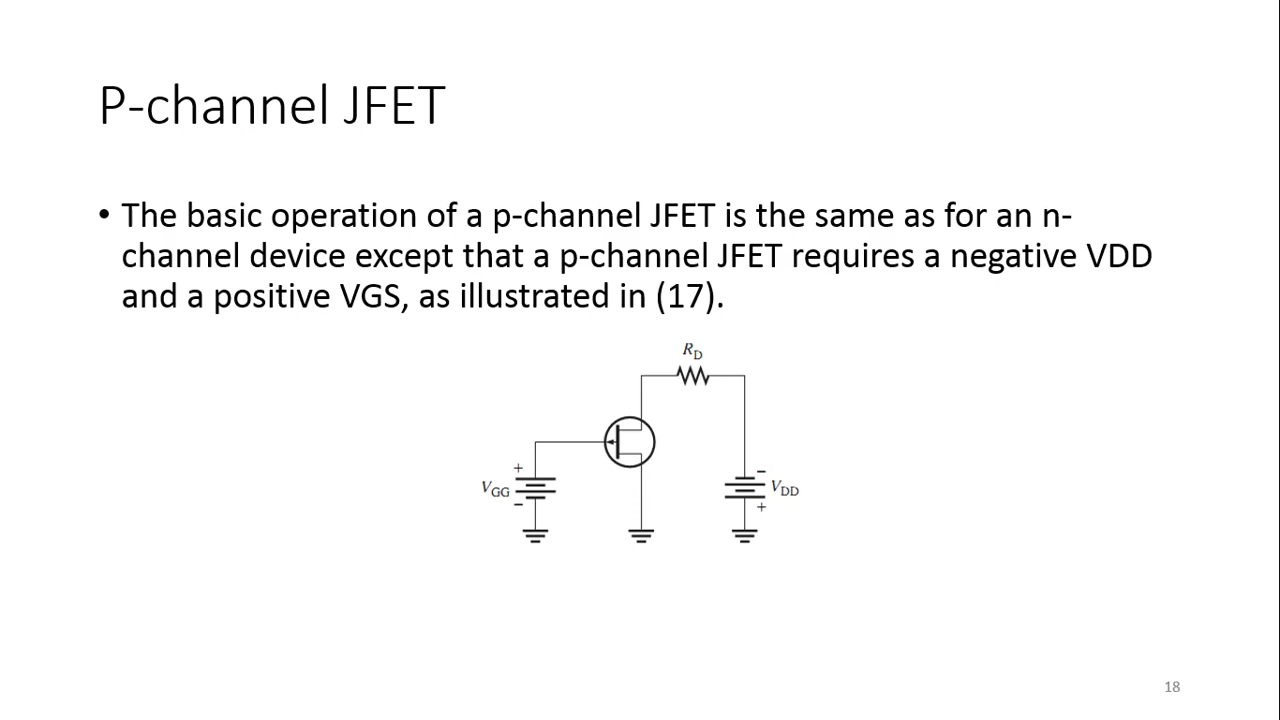 P-channel JFET
• The basic operation of a p-channel JFET is the same as for an n-
channel device except that a p-channel JFET requires a negative VDD
and a positive VGS, as illustrated in (17).
RD
+
VGG
–
–
VDD
+
18